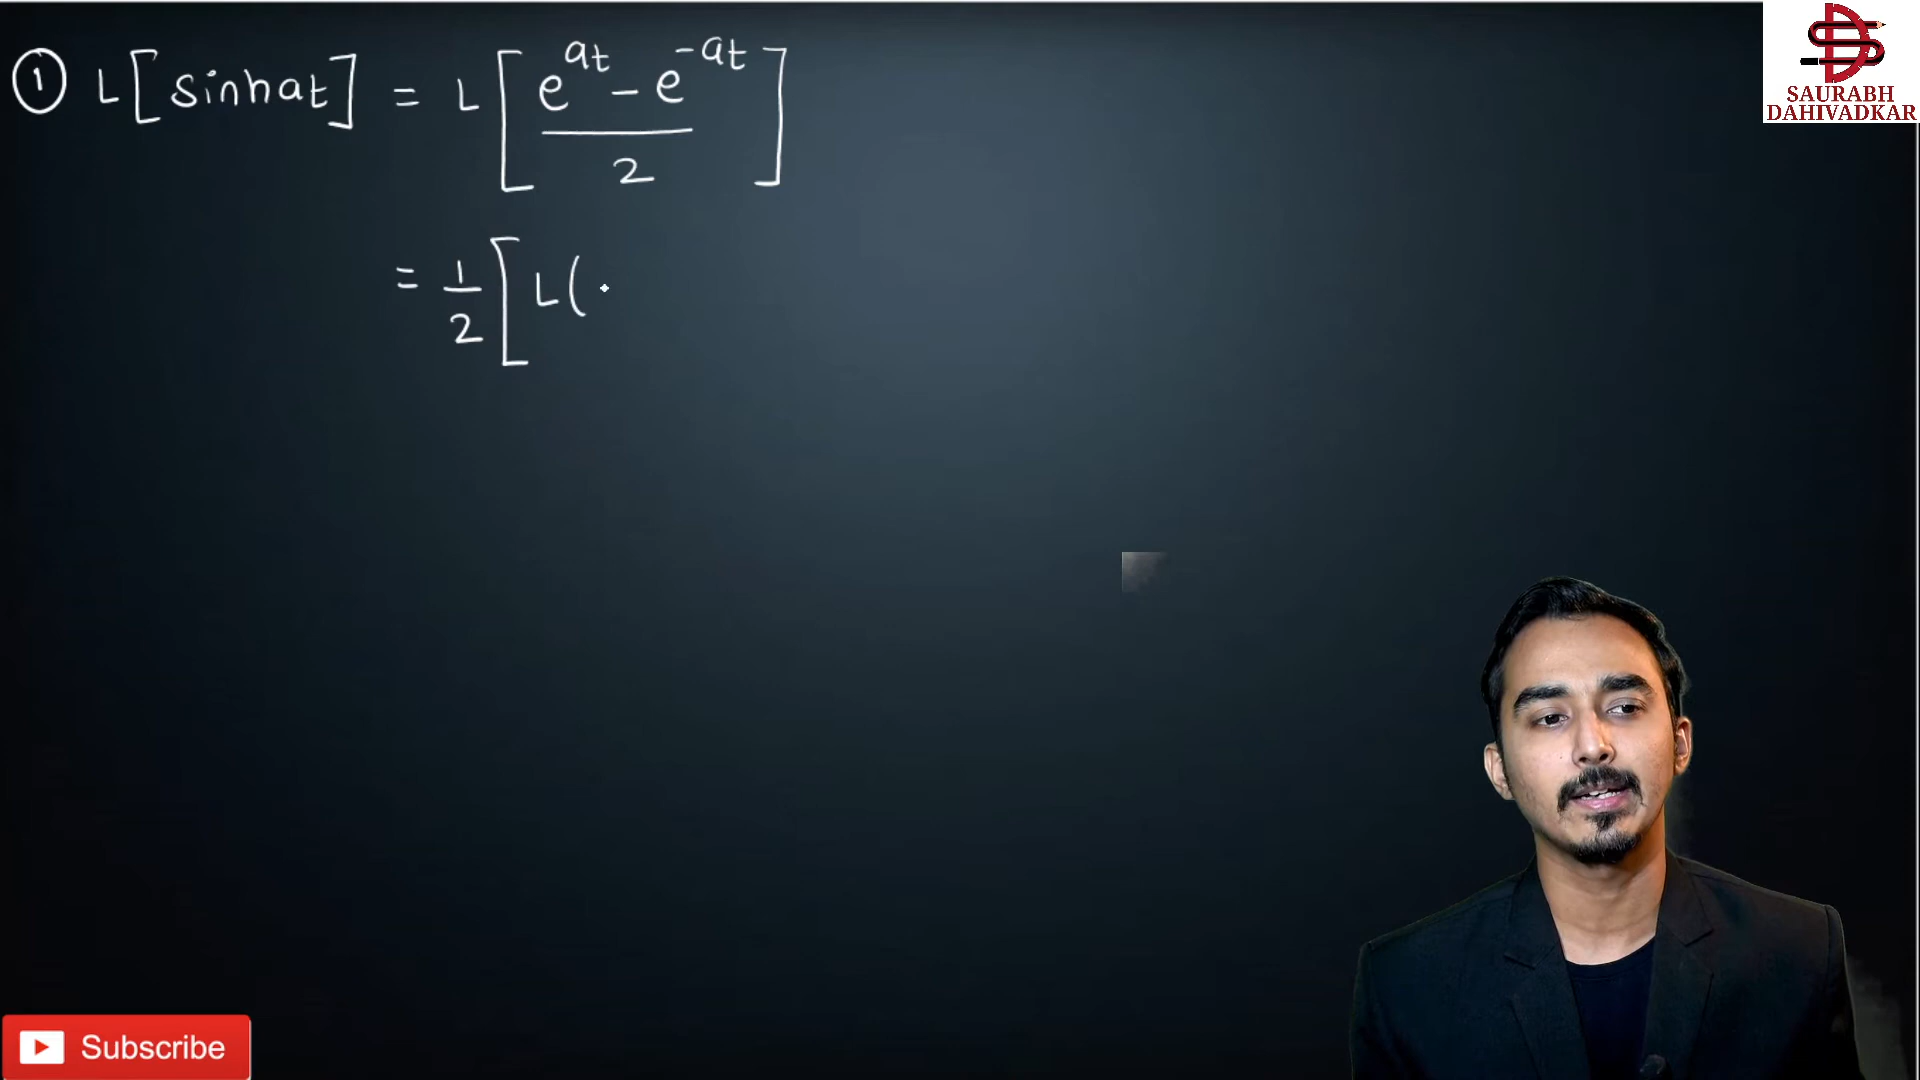 ① L[sinhat] = L[(e^{at} - e^{-at})/2]
= 1/2 [L(
SAURABH
DAHIVADKAR
Subscribe